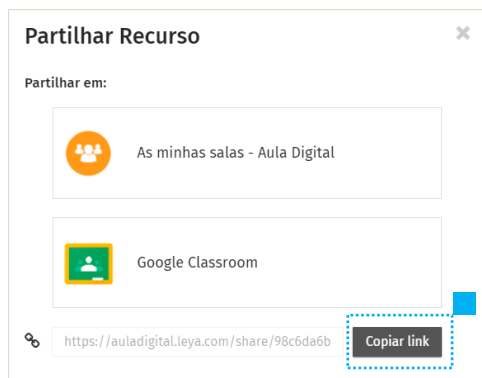 Partilhar Recurso
Partilhar em:
As minhas salas - Aula Digital
Google Classroom
https://auladigital.leya.com/share/98c6da6b
Copiar link